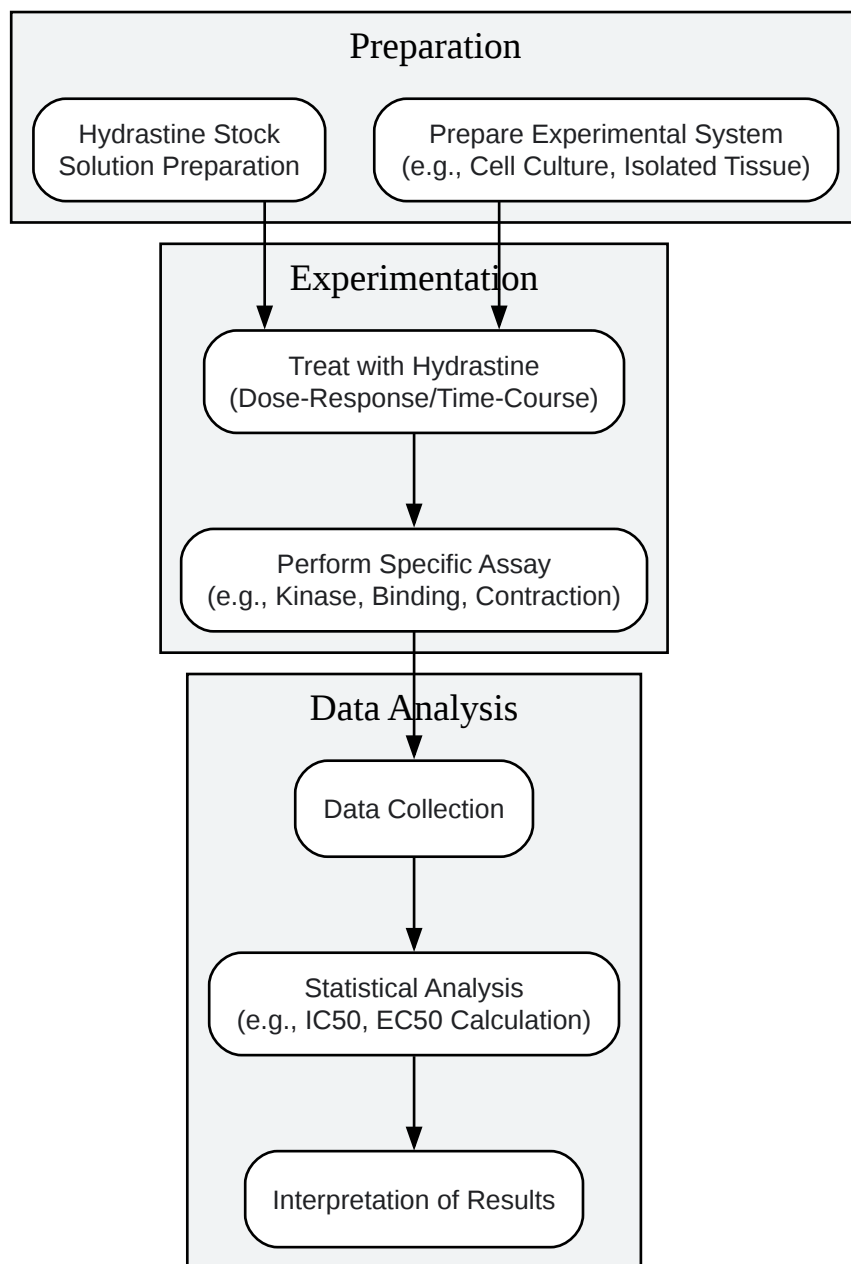 Preparation
Hydrastine Stock
Solution Preparation
Prepare Experimental System
(e.g., Cell Culture, Isolated Tissue)
Experimentation
Treat with Hydrastine
(Dose-Response/Time-Course)
Perform Specific Assay
(e.g., Kinase, Binding, Contraction)
Data Analysis
Data Collection
Statistical Analysis
(e.g., IC50, EC50 Calculation)
Interpretation of Results